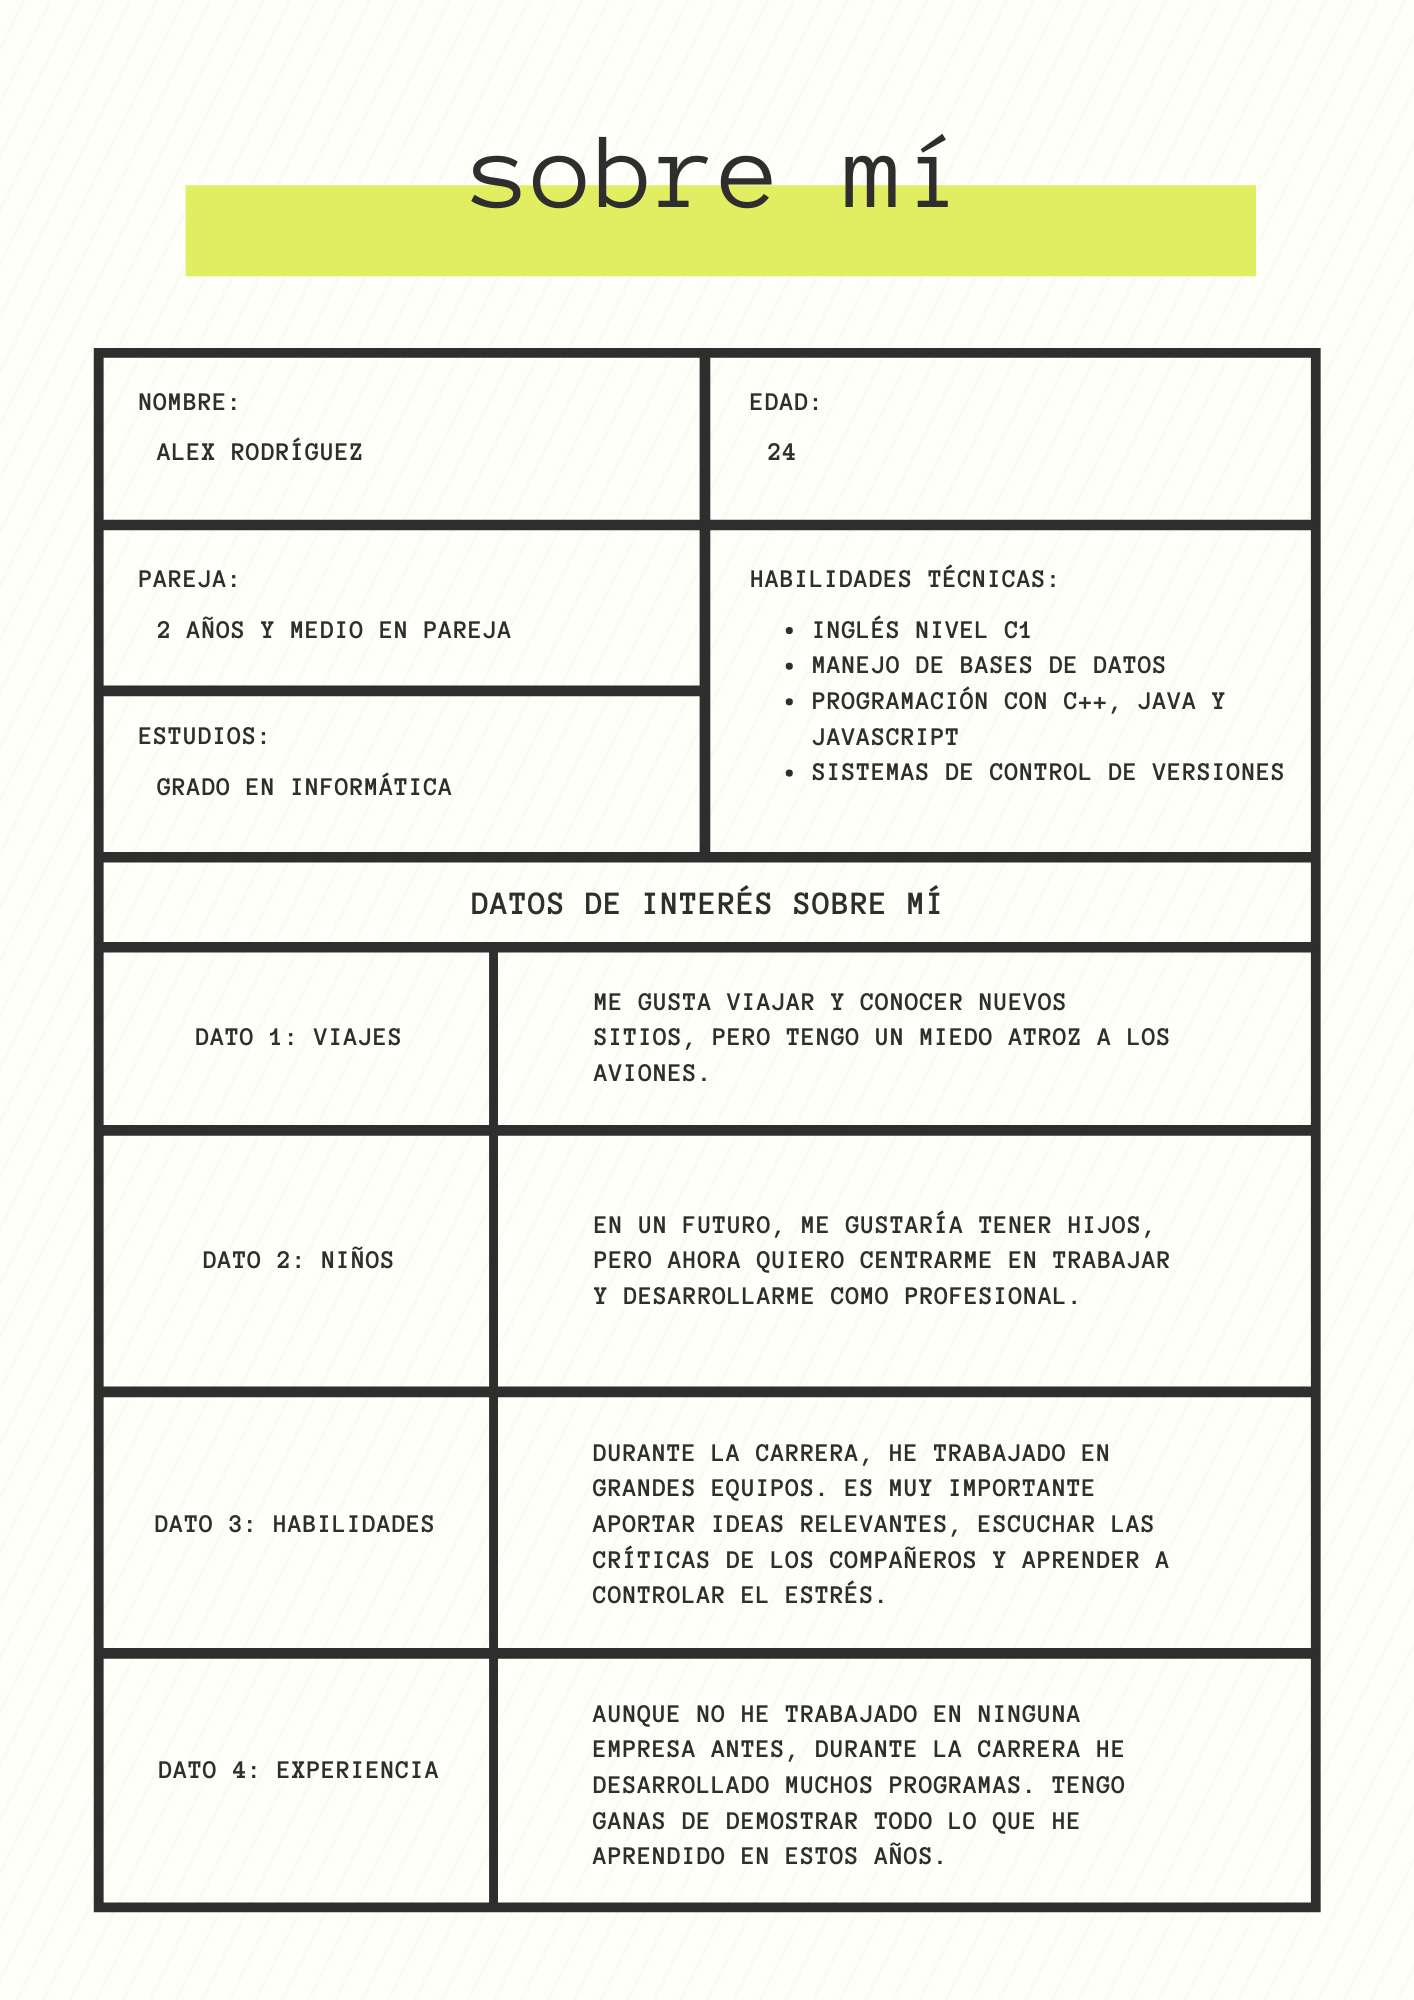 sobre mí
NOMBRE:
ALEX RODRÍGUEZ
EDAD:
24
PAREJA:
2 AÑOS Y MEDIO EN PAREJA
ESTUDIOS:
GRADO EN INFORMÁTICA
HABILIDADES TÉCNICAS:
• INGLÉS NIVEL C1
• MANEJO DE BASES DE DATOS
• PROGRAMACIÓN CON C++, JAVA Y
JAVASCRIPT
• SISTEMAS DE CONTROL DE VERSIONES
DATOS DE INTERÉS SOBRE MÍ
DATO 1: VIAJES
ME GUSTA VIAJAR Y CONOCER NUEVOS
SITIOS, PERO TENGO UN MIEDO ATROZ A LOS
AVIONES.
DATO 2: NIÑOS
EN UN FUTURO, ME GUSTARÍA TENER HIJOS,
PERO AHORA QUIERO CENTRARME EN TRABAJAR
Y DESARROLLARME COMO PROFESIONAL.
DATO 3: HABILIDADES
DURANTE LA CARRERA, HE TRABAJADO EN
GRANDES EQUIPOS. ES MUY IMPORTANTE
APORTAR IDEAS RELEVANTES, ESCUCHAR LAS
CRÍTICAS DE LOS COMPAÑEROS Y APRENDER A
CONTROLAR EL ESTRÉS.
DATO 4: EXPERIENCIA
AUNQUE NO HE TRABAJADO EN NINGUNA
EMPRESA ANTES, DURANTE LA CARRERA HE
DESARROLLADO MUCHOS PROGRAMAS. TENGO
GANAS DE DEMOSTRAR TODO LO QUE HE
APRENDIDO EN ESTOS AÑOS.